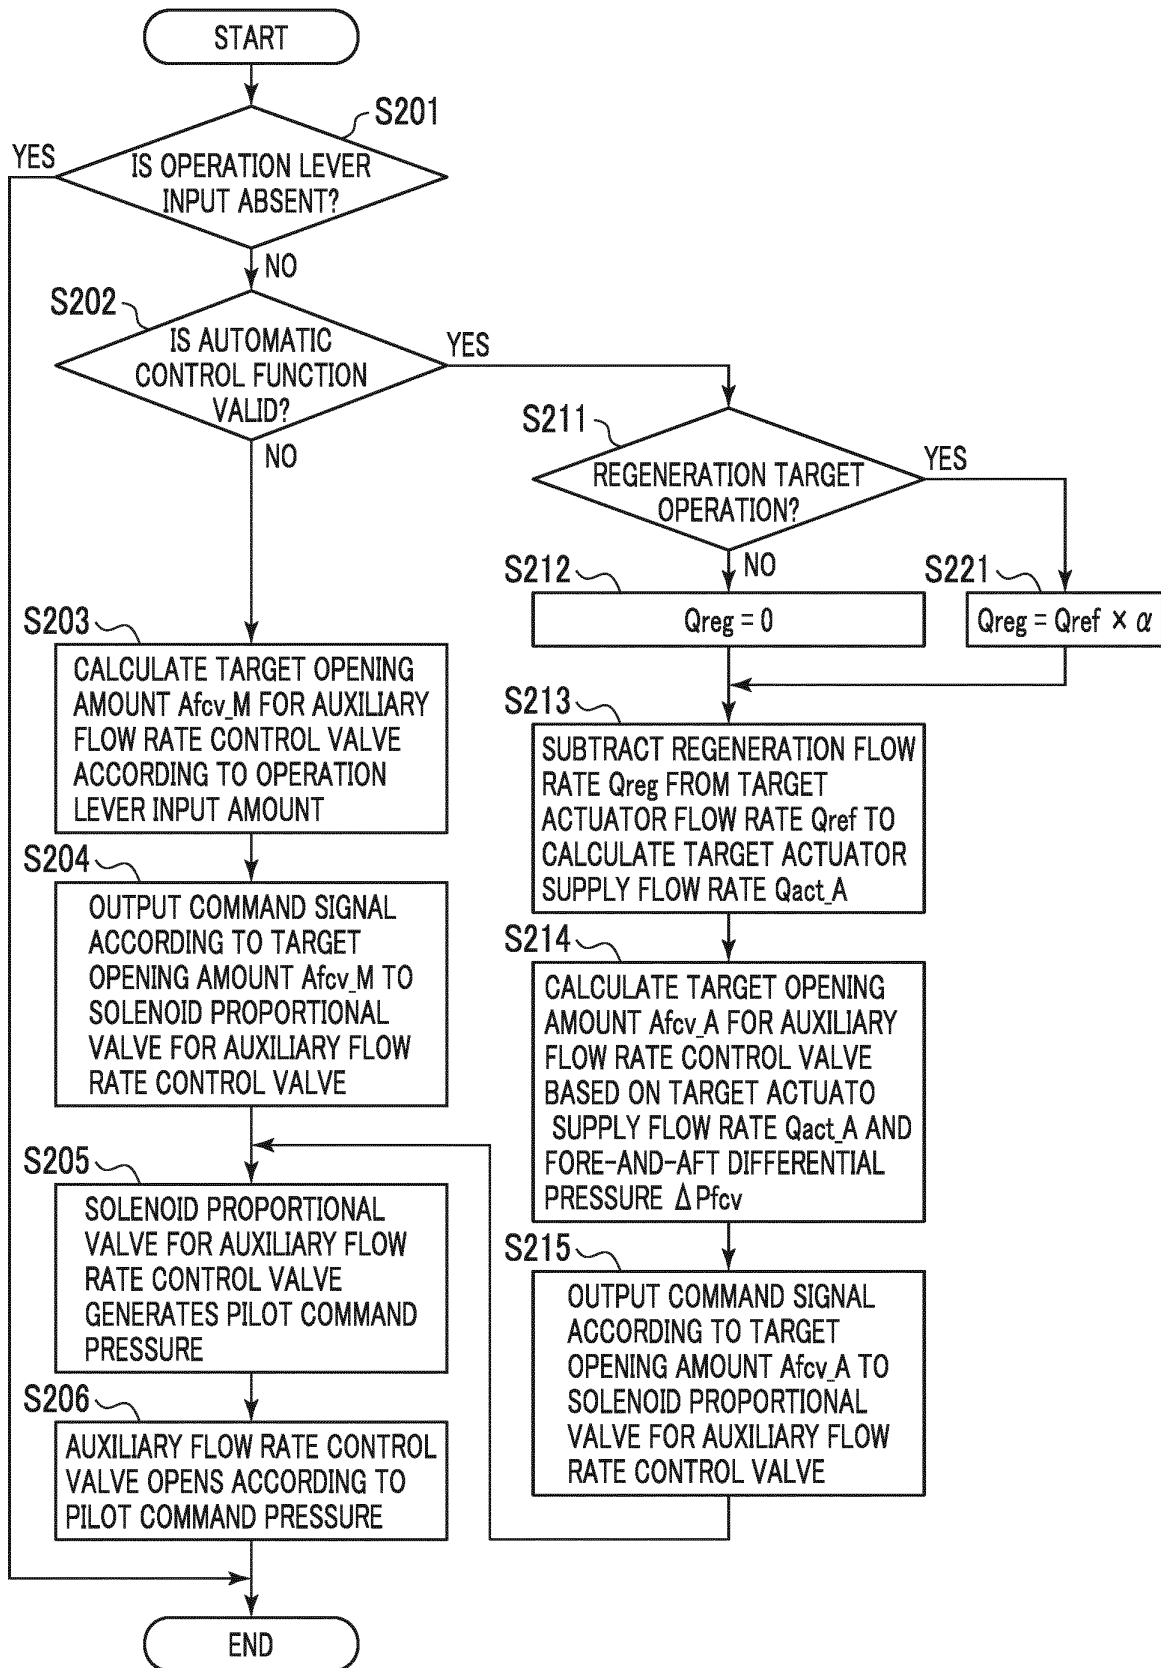 START
S201
YES
IS OPERATION LEVER
INPUT ABSENT?
NO
S202
IS AUTOMATIC
CONTROL FUNCTION
VALID?
YES
NO
S211
REGENERATION TARGET
OPERATION?
YES
NO
S212
Qreg = 0
S221
Qreg = Qref × α
S203
CALCULATE TARGET OPENING
AMOUNT Afcv_M FOR AUXILIARY
FLOW RATE CONTROL VALVE
ACCORDING TO OPERATION
LEVER INPUT AMOUNT
S213
SUBTRACT REGENERATION FLOW
RATE Qreg FROM TARGET
ACTUATOR FLOW RATE Qref TO
CALCULATE TARGET ACTUATOR
SUPPLY FLOW RATE Qact_A
S204
OUTPUT COMMAND SIGNAL
ACCORDING TO TARGET
OPENING AMOUNT Afcv_M TO
SOLENOID PROPORTIONAL
VALVE FOR AUXILIARY FLOW
RATE CONTROL VALVE
S214
CALCULATE TARGET OPENING
AMOUNT Afcv_A FOR AUXILIARY
FLOW RATE CONTROL VALVE
BASED ON TARGET ACTUATO
SUPPLY FLOW RATE Qact_A AND
FORE-AND-AFT DIFFERENTIAL
PRESSURE ΔPfcv
S205
SOLENOID PROPORTIONAL
VALVE FOR AUXILIARY FLOW
RATE CONTROL VALVE
GENERATES PILOT COMMAND
PRESSURE
S215
OUTPUT COMMAND SIGNAL
ACCORDING TO TARGET
OPENING AMOUNT Afcv_A TO
SOLENOID PROPORTIONAL
VALVE FOR AUXILIARY FLOW
RATE CONTROL VALVE
S206
AUXILIARY FLOW RATE CONTROL
VALVE OPENS ACCORDING TO
PILOT COMMAND PRESSURE
END